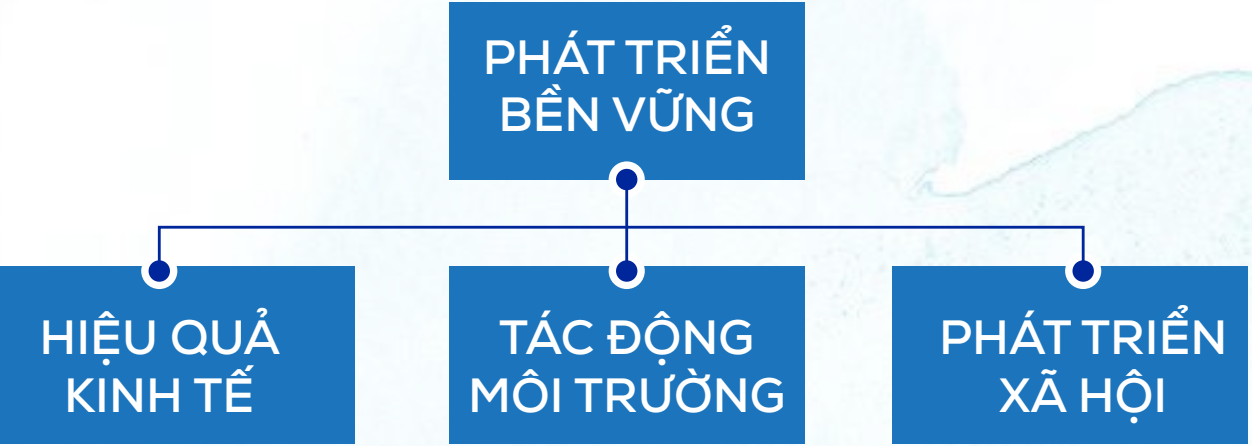 PHÁT TRIỂN
BỀN VỮNG
HIỆU QUẢ
KINH TẾ
TÁC ĐỘNG
MÔI TRƯỜNG
PHÁT TRIỂN
XÃ HỘI